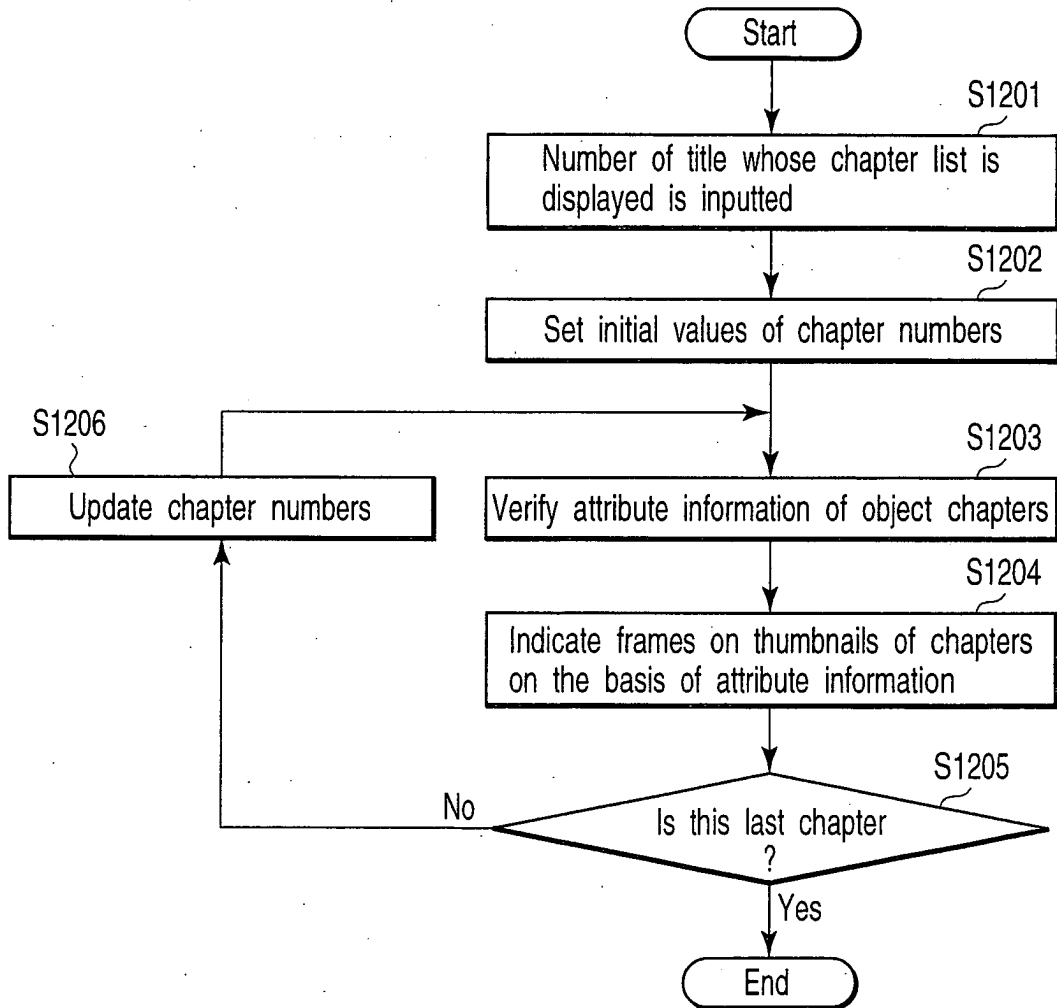 Start
S1201
Number of title whose chapter list is
displayed is inputted
S1202
Set initial values of chapter numbers
S1206
Update chapter numbers
S1203
Verify attribute information of object chapters
S1204
Indicate frames on thumbnails of chapters
on the basis of attribute information
S1205
No
Is this last chapter
?
Yes
End